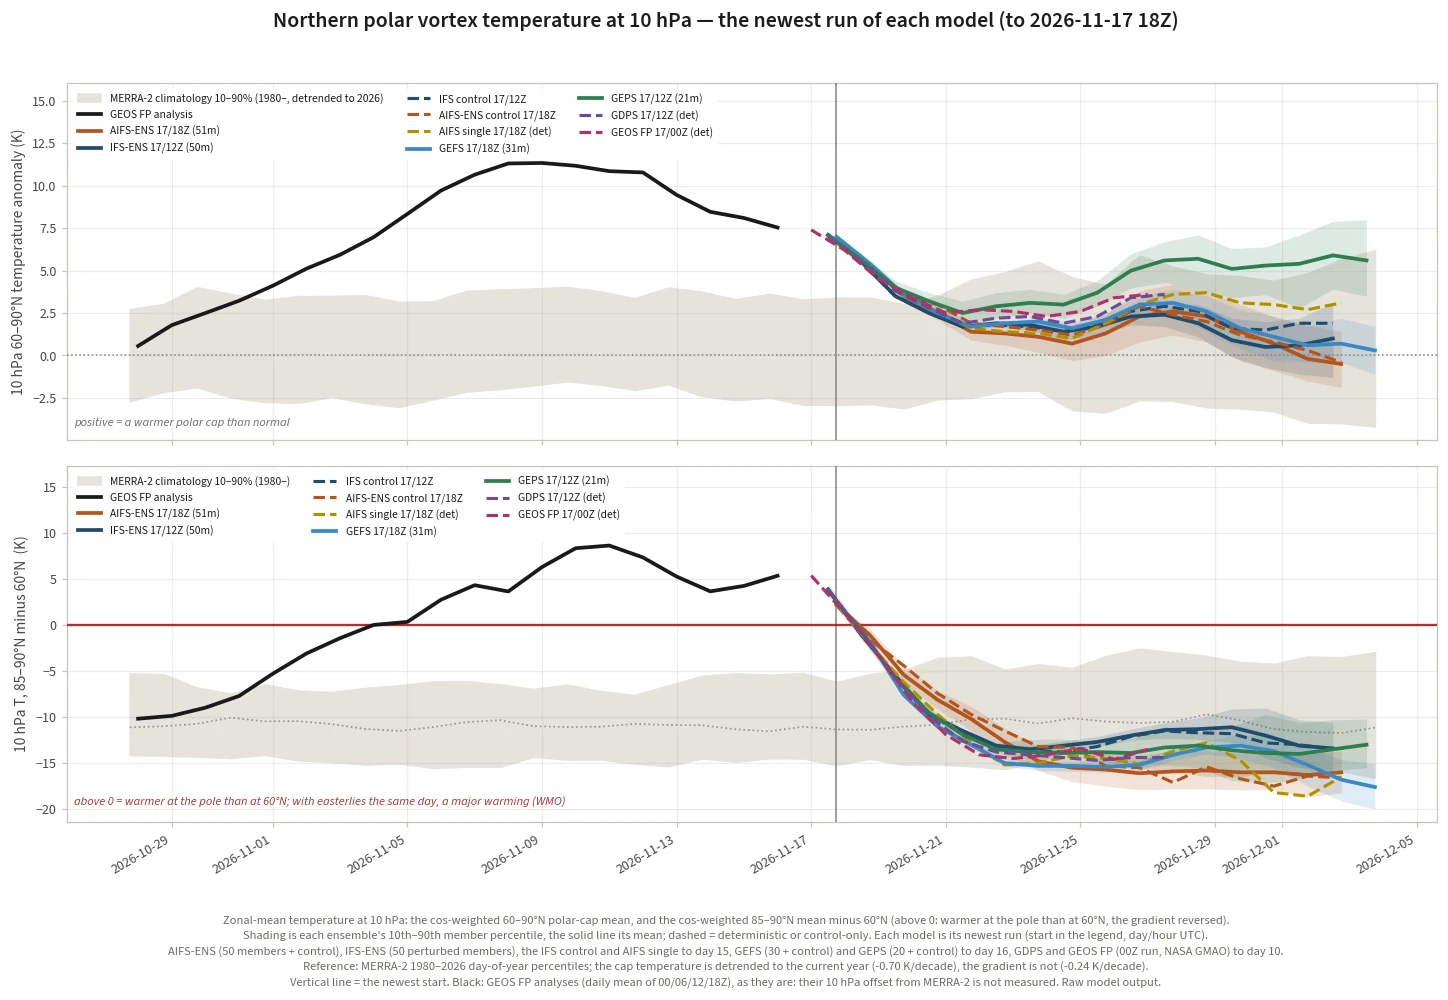 Northern polar vortex temperature at 10 hPa — the newest run of each model (to 2026-11-17 18Z)
MERRA-2 climatology 10–90% (1980–, detrended to 2026)
GEOS FP analysis
AIFS-ENS 17/18Z (51m)
IFS-ENS 17/12Z (50m)
IFS control 17/12Z
AIFS-ENS control 17/18Z
AIFS single 17/18Z (det)
GEFS 17/18Z (31m)
GEPS 17/12Z (21m)
GDPS 17/12Z (det)
GEOS FP 17/00Z (det)
10 hPa 60–90°N temperature anomaly (K)
15.0
12.5
10.0
7.5
5.0
2.5
0.0
−2.5
positive = a warmer polar cap than normal
MERRA-2 climatology 10–90% (1980–)
GEOS FP analysis
AIFS-ENS 17/18Z (51m)
IFS-ENS 17/12Z (50m)
IFS control 17/12Z
AIFS-ENS control 17/18Z
AIFS single 17/18Z (det)
GEFS 17/18Z (31m)
GEPS 17/12Z (21m)
GDPS 17/12Z (det)
GEOS FP 17/00Z (det)
10 hPa T, 85–90°N minus 60°N (K)
15
10
5
0
−5
−10
−15
−20
above 0 = warmer at the pole than at 60°N; with easterlies the same day, a major warming (WMO)
2026-10-29
2026-11-01
2026-11-05
2026-11-09
2026-11-13
2026-11-17
2026-11-21
2026-11-25
2026-11-29
2026-12-01
2026-12-05
Zonal-mean temperature at 10 hPa: the cos-weighted 60–90°N polar-cap mean, and the cos-weighted 85–90°N mean minus 60°N (above 0: warmer at the pole than at 60°N, the gradient reversed).
Shading is each ensemble's 10th–90th member percentile, the solid line its mean; dashed = deterministic or control-only. Each model is its newest run (start in the legend, day/hour UTC).
AIFS-ENS (50 members + control), IFS-ENS (50 perturbed members), the IFS control and AIFS single to day 15, GEFS (30 + control) and GEPS (20 + control) to day 16, GDPS and GEOS FP (00Z run, NASA GMAO) to day 10.
Reference: MERRA-2 1980–2026 day-of-year percentiles; the cap temperature is detrended to the current year (-0.70 K/decade), the gradient is not (-0.24 K/decade).
Vertical line = the newest start. Black: GEOS FP analyses (daily mean of 00/06/12/18Z), as they are: their 10 hPa offset from MERRA-2 is not measured. Raw model output.